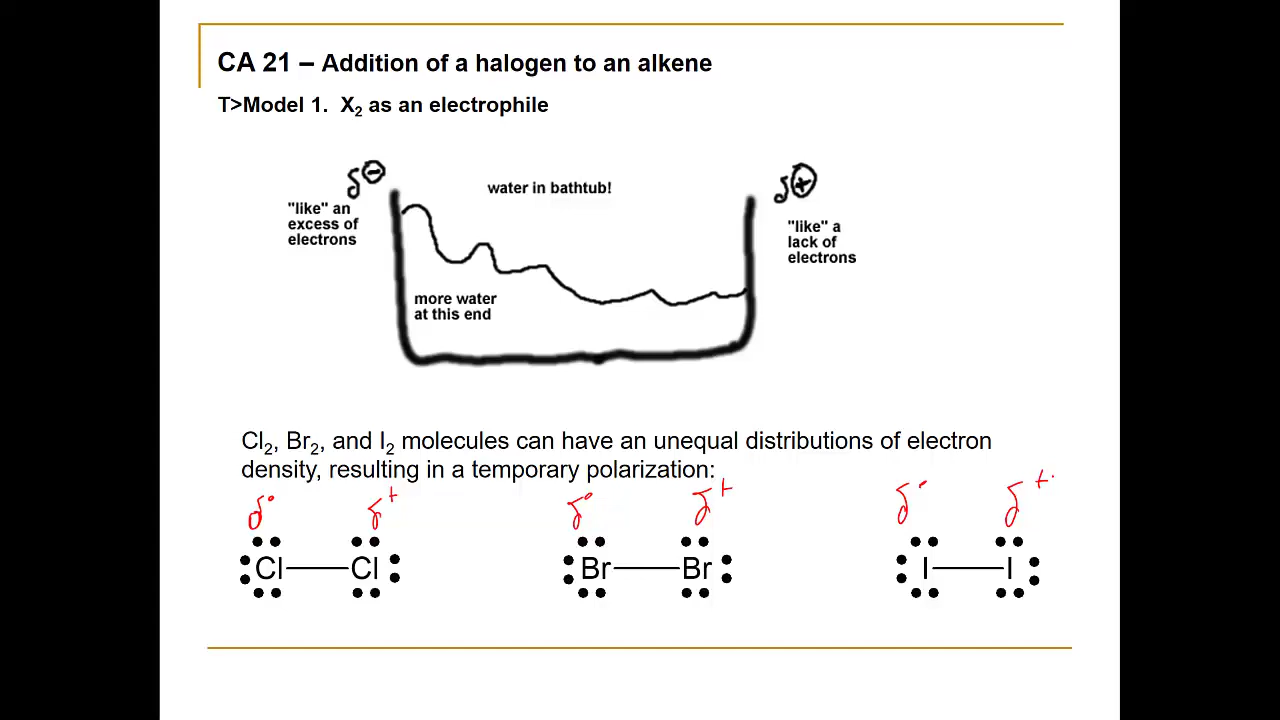 CA 21 – Addition of a halogen to an alkene
T>Model 1. X₂ as an electrophile
δ⊖
water in bathtub!
δ⊕
"like" an
excess of
electrons
"like" a
lack of
electrons
more water
at this end
Cl₂, Br₂, and I₂ molecules can have an unequal distributions of electron
density, resulting in a temporary polarization:
δ⁻ δ⁺ δ⁻ δ⁺ δ⁻ δ⁺
Cl—Cl Br—Br I—I